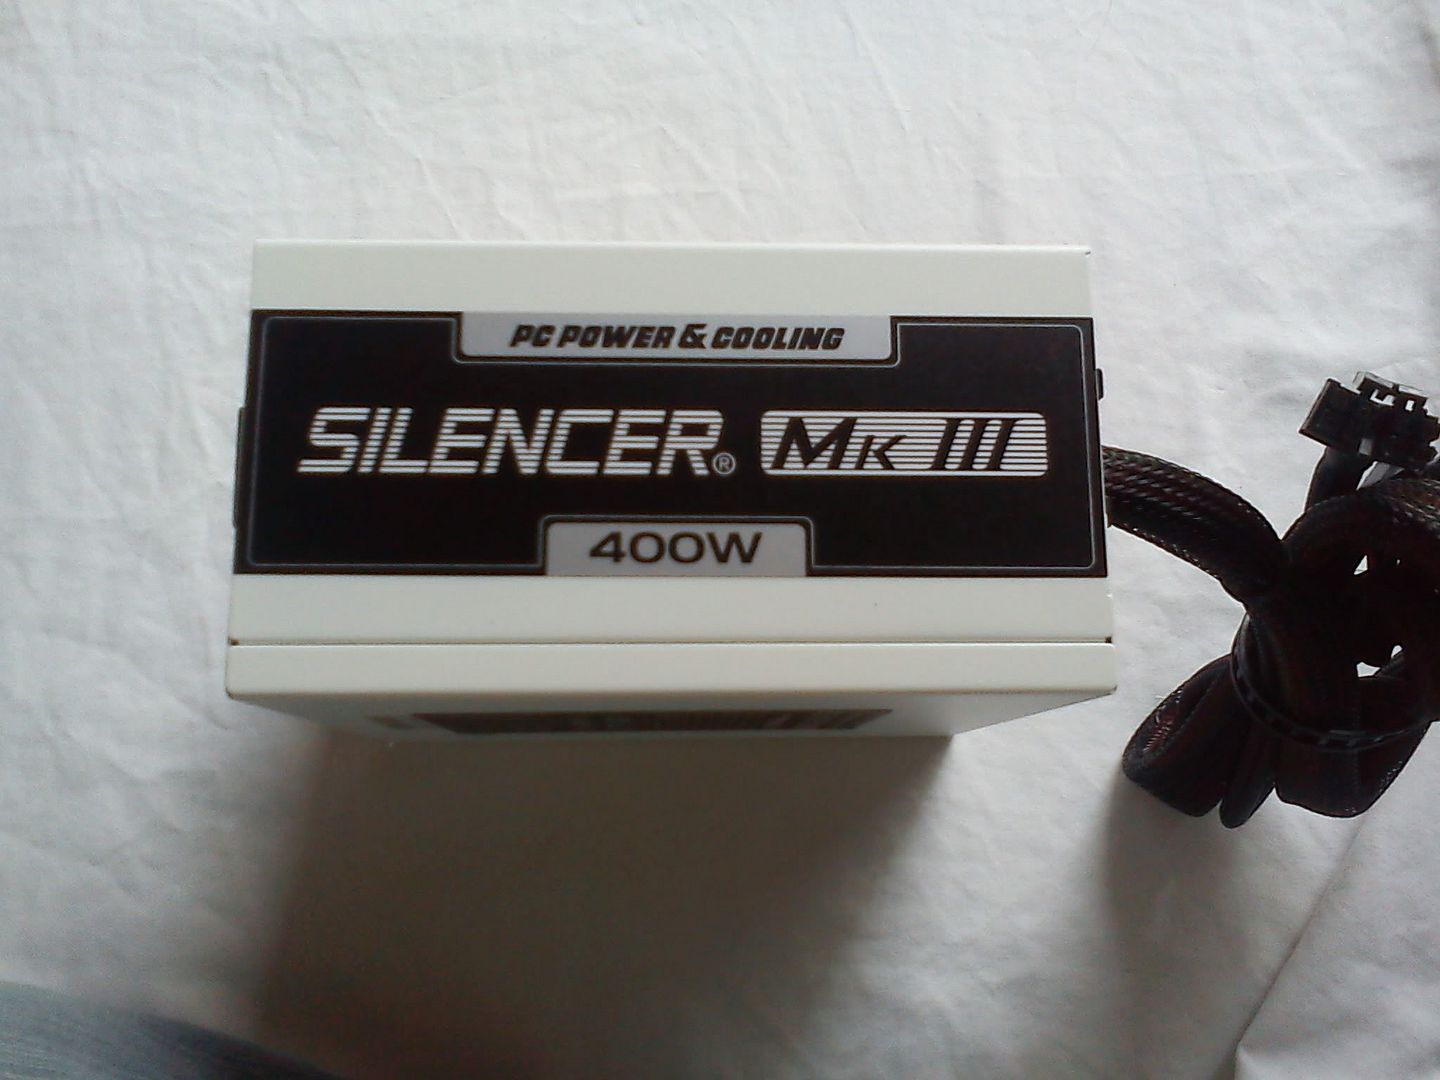 PC POWER & COOLING
SILENCER® MK III
400W